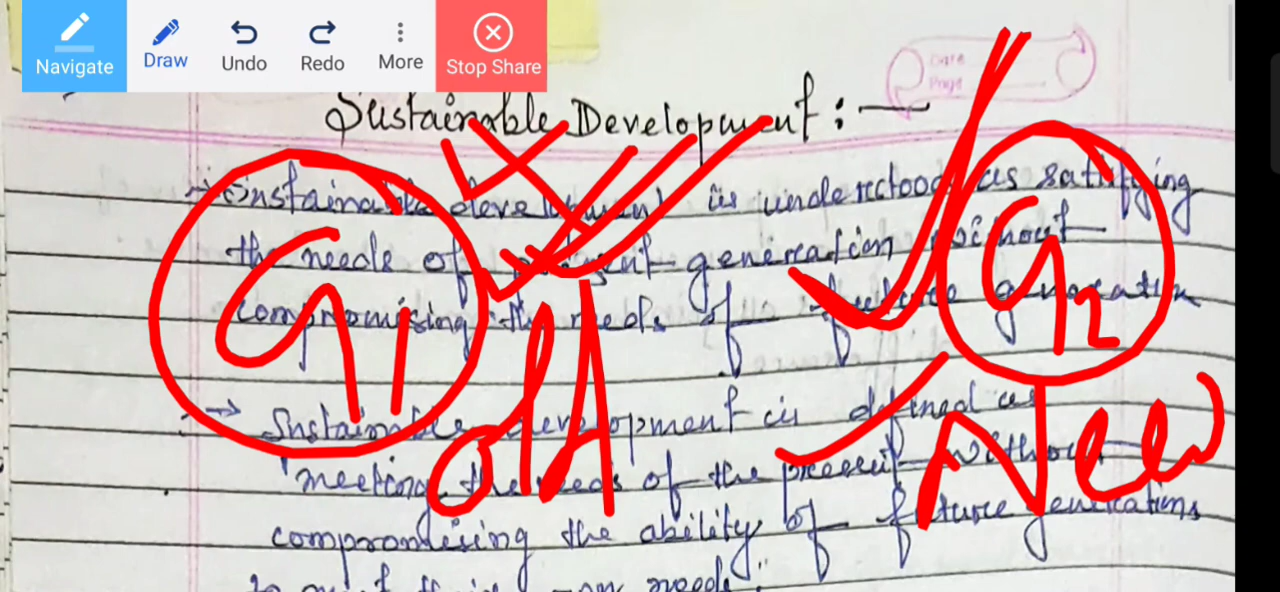 Navigate Draw Undo Redo More Stop Share
Date
Page
Sustainable Development :—
→ Sustainable development is understood as satisfying
the needs of present generation without
compromising the needs of future generation
G1 G2
old New
→ Sustainable development is defined as
"meeting the needs of the present without
compromising the ability of future generations
to meet their own needs."